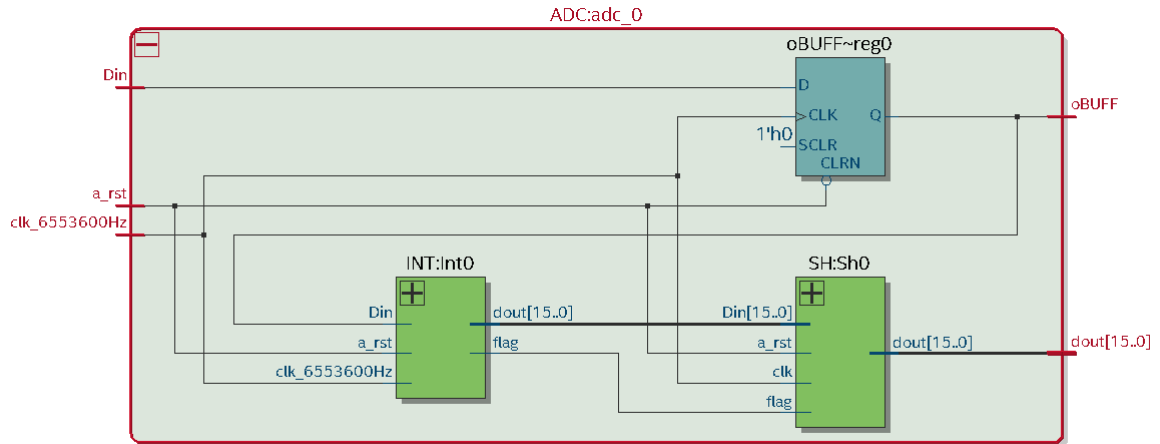 ADC:adc_0
oBUFF~reg0
Din
D
oBUFF
CLK
Q
1'h0
SCLR
CLRN
a_rst
clk_6553600Hz
INT:Int0
SH:Sh0
Din
dout[15..0]
Din[15..0]
a_rst
flag
a_rst
dout[15..0]
dout[15..0]
clk_6553600Hz
clk
flag